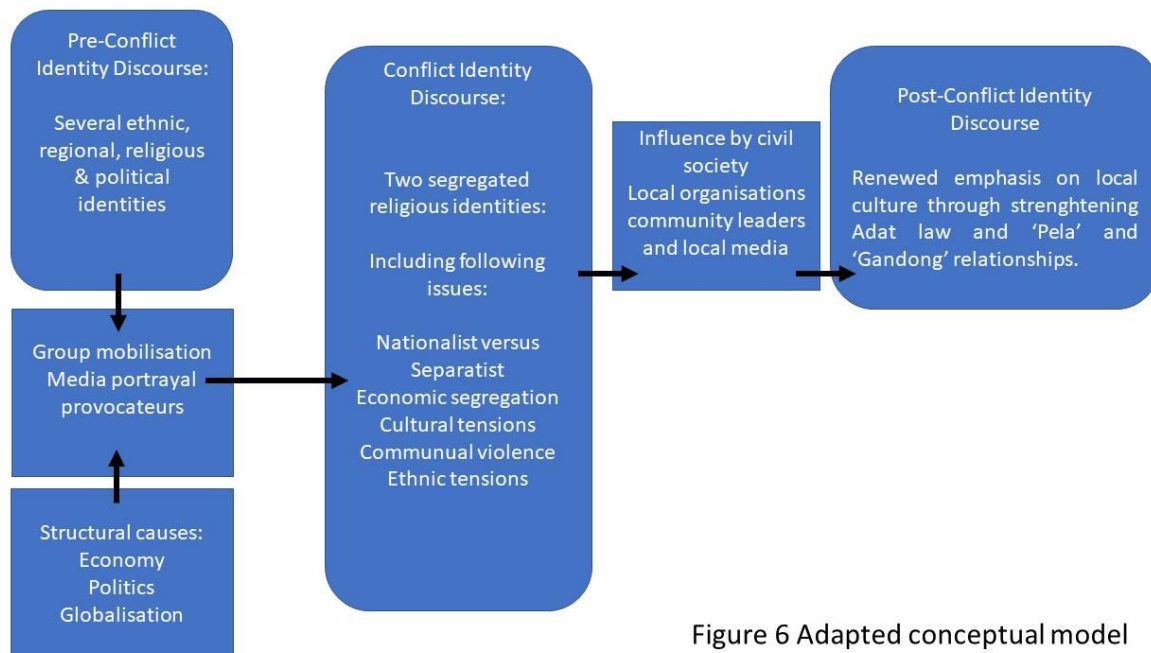 Pre-Conflict
Identity Discourse:
Several ethnic,
regional, religious
& political
identities
Group mobilisation
Media portrayal
provocateurs
Structural causes:
Economy
Politics
Globalisation
Conflict Identity
Discourse:
Two segregated
religious identities:
Including following
issues:
Nationalist versus
Separatist
Economic segregation
Cultural tensions
Communual violence
Ethnic tensions
Influence by civil
society
Local organisations
community leaders
and local media
Post-Conflict Identity
Discourse
Renewed emphasis on local
culture through strenghtening
Adat law and ‘Pela’ and
‘Gandong’ relationships.
Figure 6 Adapted conceptual model